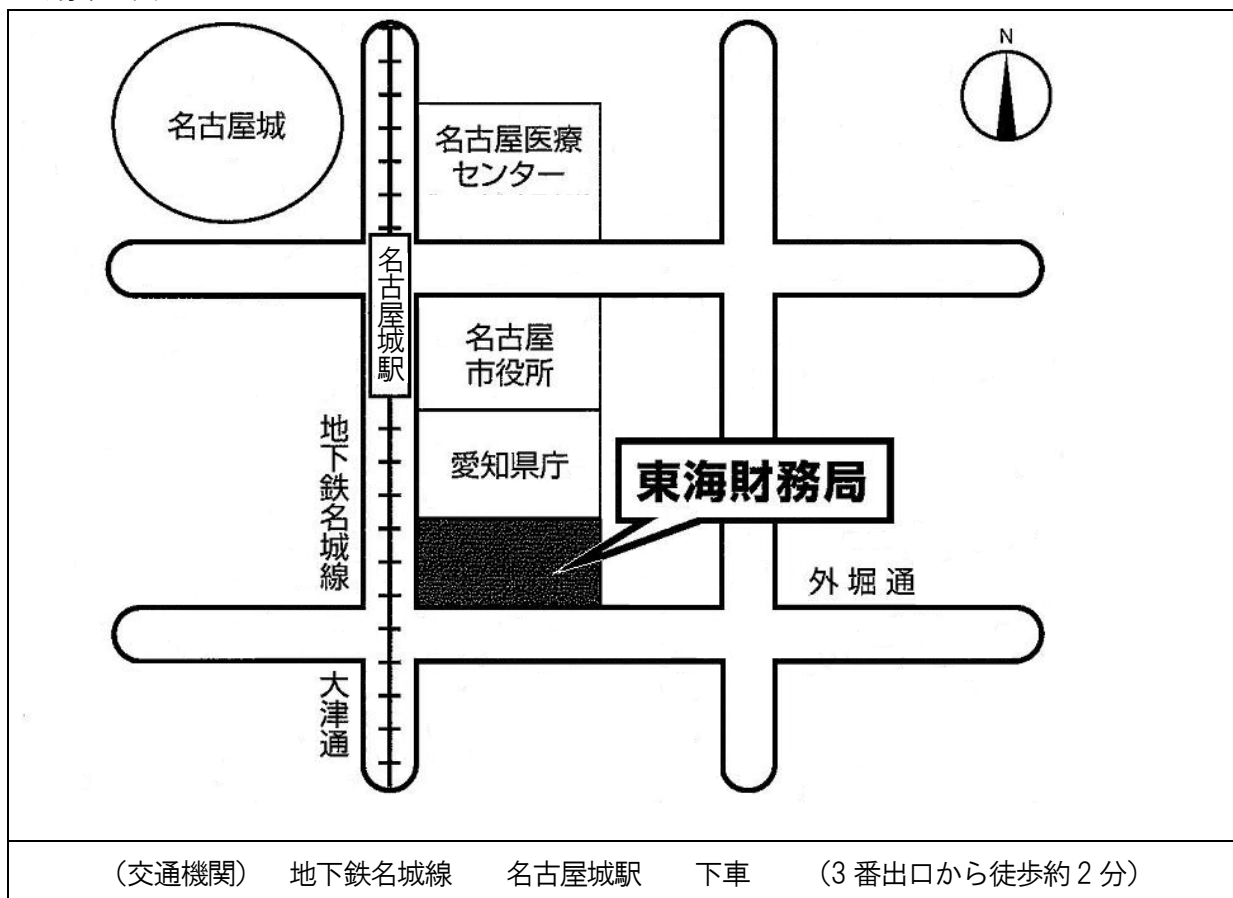 N
名古屋城
名古屋医療
センター
名古屋城駅
名古屋
市役所
地下鉄名城線
愛知県庁
東海財務局
外堀通
大津通
(交通機関) 地下鉄名城線 名古屋城駅 下車 (3番出口から徒歩約2分)